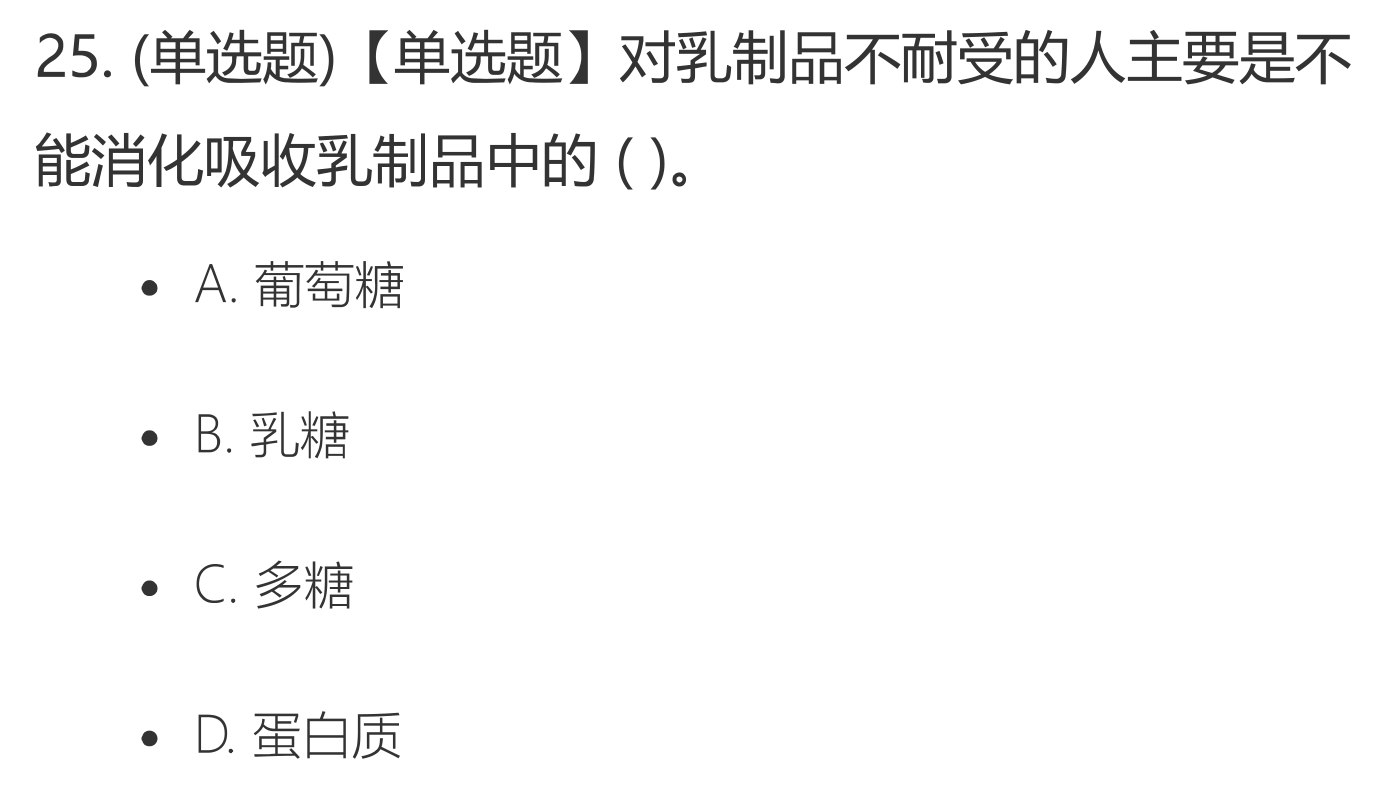 25. (单选题)【单选题】对乳制品不耐受的人主要是不
能消化吸收乳制品中的 ( )。
A. 葡萄糖
B. 乳糖
C. 多糖
D. 蛋白质